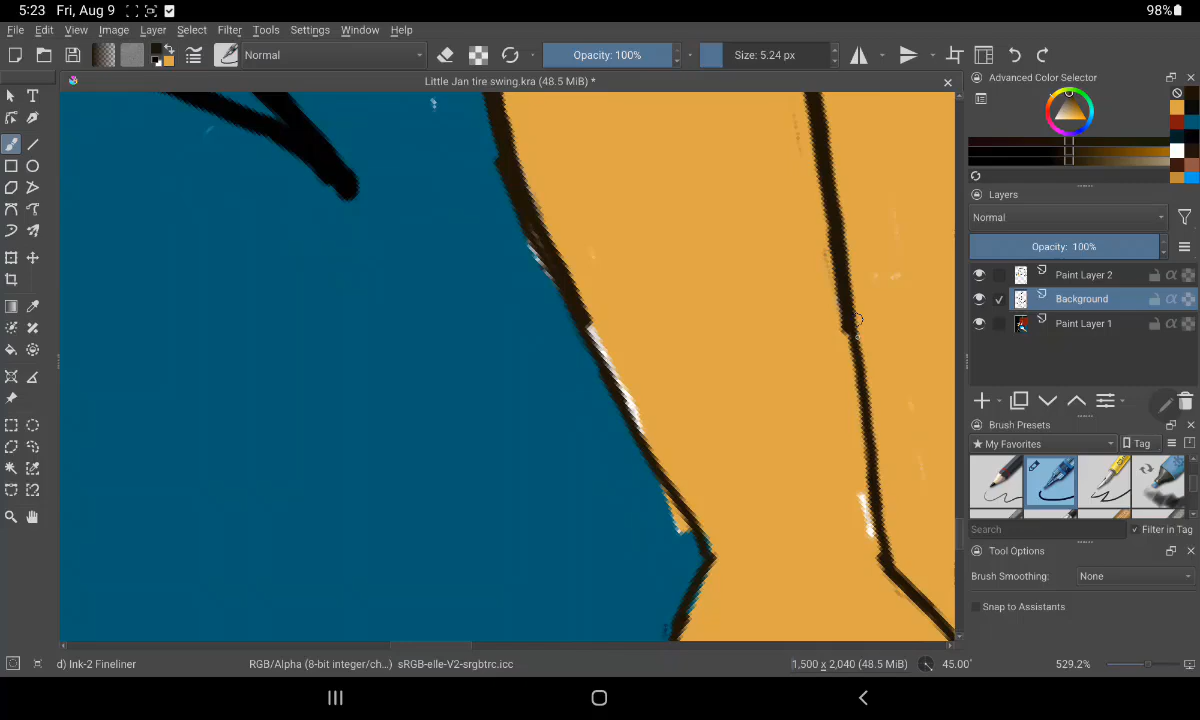 5:23 Fri, Aug 9 98%
File Edit View Image Layer Select Filter Tools Settings Window Help
Normal Opacity: 100% Size: 5.24 px
Little Jan tire swing.kra (48.5 MiB) *
Advanced Color Selector
Layers
Normal
Opacity: 100%
Paint Layer 2
Background
Paint Layer 1
Brush Presets
★ My Favorites Tag
Search Filter in Tag
Tool Options
Brush Smoothing: None
Snap to Assistants
d) Ink-2 Fineliner RGB/Alpha (8-bit integer/ch...) sRGB-elle-V2-srgbtrc.icc 1,500 x 2,040 (48.5 MiB) 45.00° 529.2%